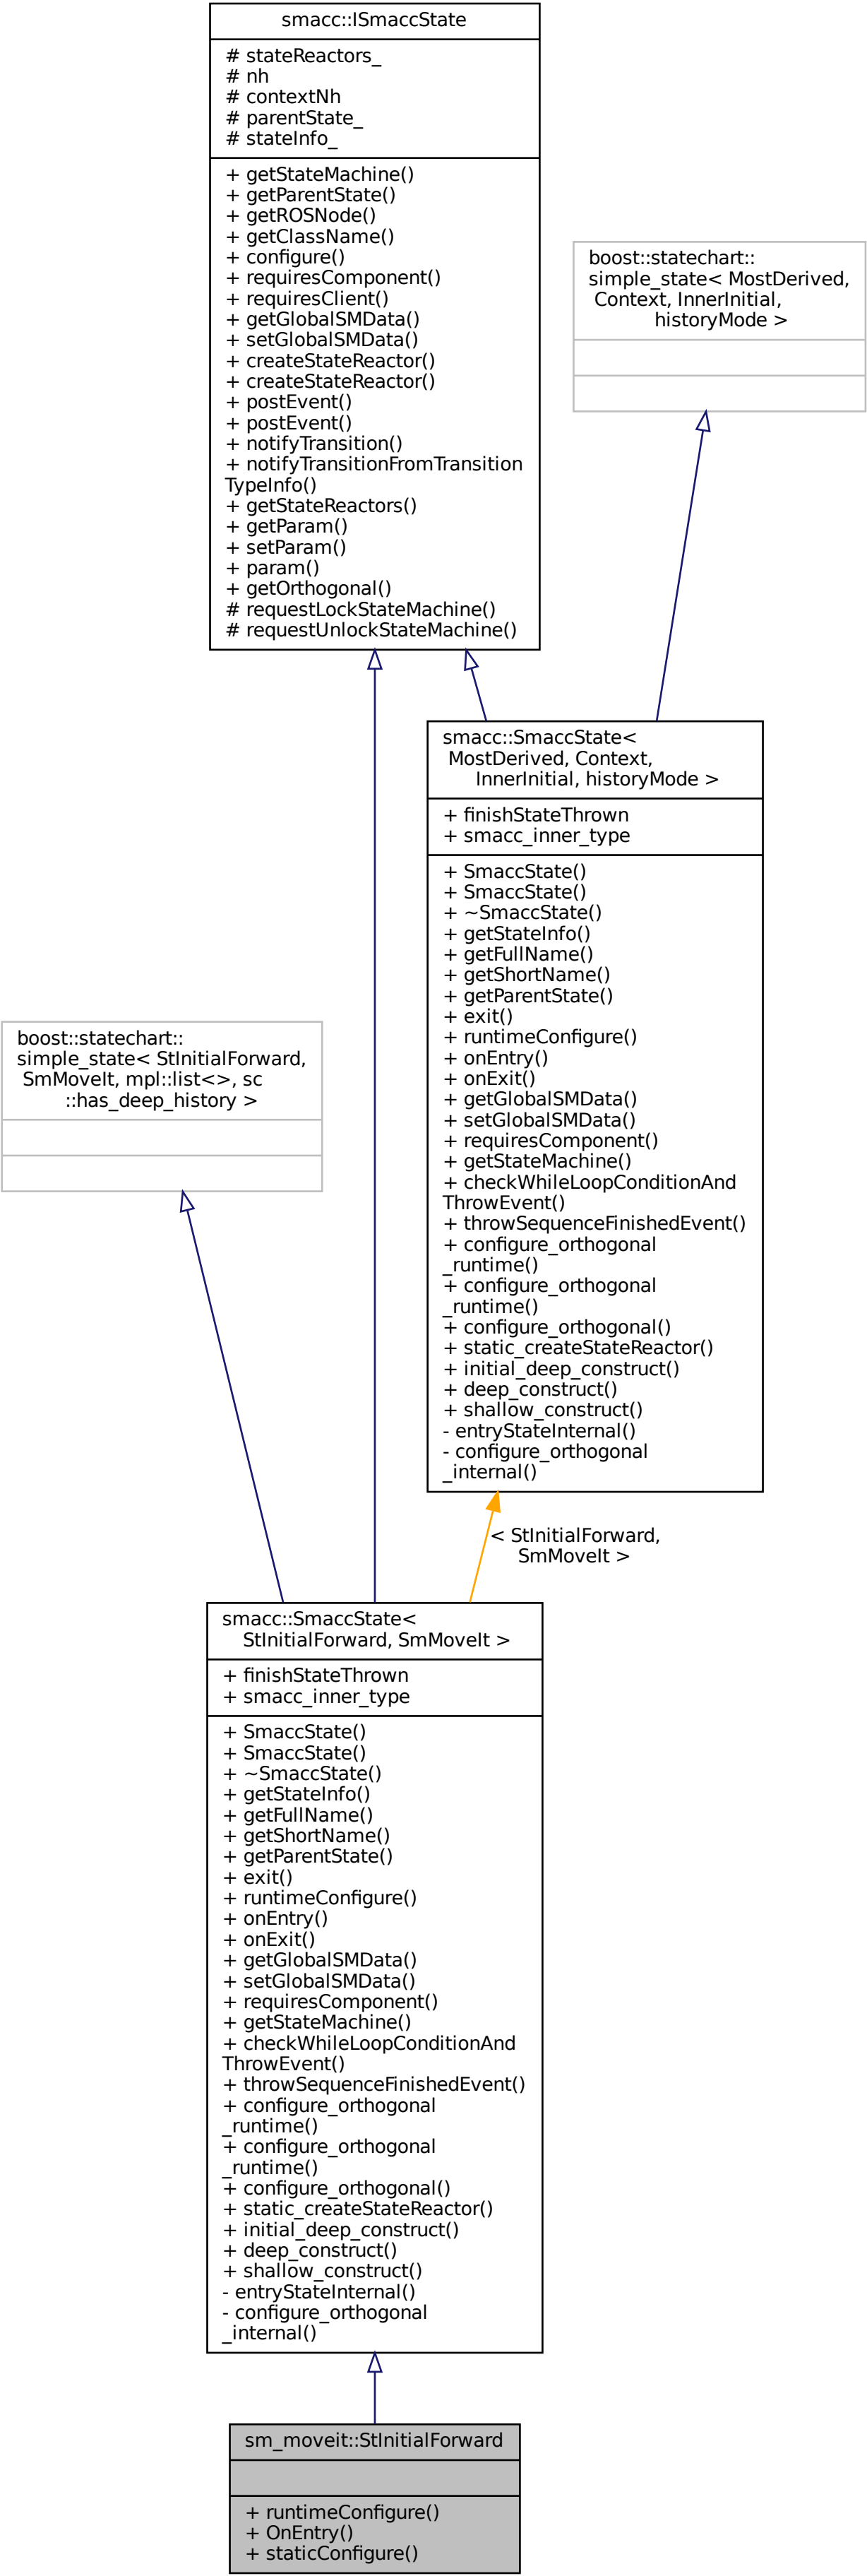 smacc::ISmaccState
# stateReactors_
# nh
# contextNh
# parentState_
# stateInfo_
+ getStateMachine()
+ getParentState()
+ getROSNode()
+ getClassName()
+ configure()
+ requiresComponent()
+ requiresClient()
+ getGlobalSMData()
+ setGlobalSMData()
+ createStateReactor()
+ createStateReactor()
+ postEvent()
+ postEvent()
+ notifyTransition()
+ notifyTransitionFromTransition
TypeInfo()
+ getStateReactors()
+ getParam()
+ setParam()
+ param()
+ getOrthogonal()
# requestLockStateMachine()
# requestUnlockStateMachine()
boost::statechart::
simple_state< MostDerived,
Context, InnerInitial,
historyMode >
smacc::SmaccState<
MostDerived, Context,
InnerInitial, historyMode >
+ finishStateThrown
+ smacc_inner_type
+ SmaccState()
+ SmaccState()
+ ~SmaccState()
+ getStateInfo()
+ getFullName()
+ getShortName()
+ getParentState()
+ exit()
+ runtimeConfigure()
+ onEntry()
+ onExit()
+ getGlobalSMData()
+ setGlobalSMData()
+ requiresComponent()
+ getStateMachine()
+ checkWhileLoopConditionAnd
ThrowEvent()
+ throwSequenceFinishedEvent()
+ configure_orthogonal
_runtime()
+ configure_orthogonal
_runtime()
+ configure_orthogonal()
+ static_createStateReactor()
+ initial_deep_construct()
+ deep_construct()
+ shallow_construct()
- entryStateInternal()
- configure_orthogonal
_internal()
boost::statechart::
simple_state< StInitialForward,
SmMoveIt, mpl::list<>, sc
::has_deep_history >
< StInitialForward,
SmMoveIt >
smacc::SmaccState<
StInitialForward, SmMoveIt >
+ finishStateThrown
+ smacc_inner_type
+ SmaccState()
+ SmaccState()
+ ~SmaccState()
+ getStateInfo()
+ getFullName()
+ getShortName()
+ getParentState()
+ exit()
+ runtimeConfigure()
+ onEntry()
+ onExit()
+ getGlobalSMData()
+ setGlobalSMData()
+ requiresComponent()
+ getStateMachine()
+ checkWhileLoopConditionAnd
ThrowEvent()
+ throwSequenceFinishedEvent()
+ configure_orthogonal
_runtime()
+ configure_orthogonal
_runtime()
+ configure_orthogonal()
+ static_createStateReactor()
+ initial_deep_construct()
+ deep_construct()
+ shallow_construct()
- entryStateInternal()
- configure_orthogonal
_internal()
sm_moveit::StInitialForward
+ runtimeConfigure()
+ OnEntry()
+ staticConfigure()